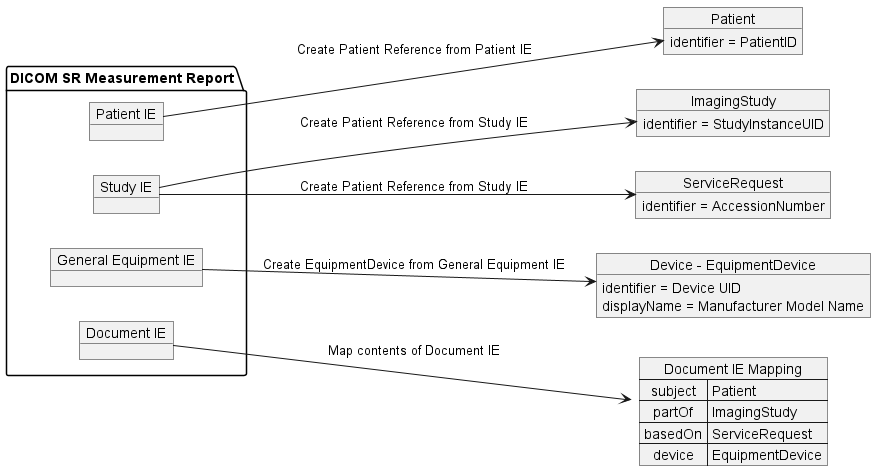 DICOM SR Measurement Report
Patient IE
Study IE
General Equipment IE
Document IE
Create Patient Reference from Patient IE
Create Patient Reference from Study IE
Create Patient Reference from Study IE
Create EquipmentDevice from General Equipment IE
Map contents of Document IE
Patient
identifier = PatientID
ImagingStudy
identifier = StudyInstanceUID
ServiceRequest
identifier = AccessionNumber
Device - EquipmentDevice
identifier = Device UID
displayName = Manufacturer Model Name
Document IE Mapping
subject Patient
partOf ImagingStudy
basedOn ServiceRequest
device EquipmentDevice